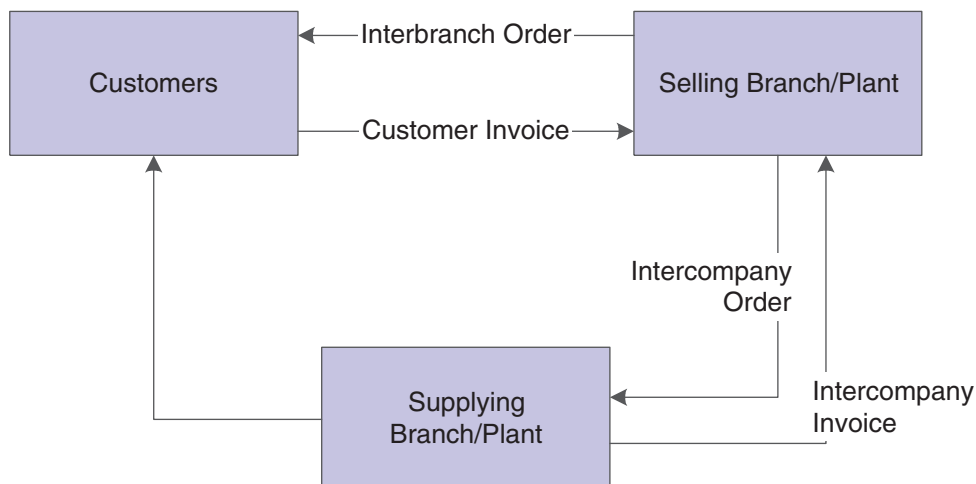 Interbranch Order
Customers
Selling Branch/Plant
Customer Invoice
Intercompany
Order
Supplying
Branch/Plant
Intercompany
Invoice